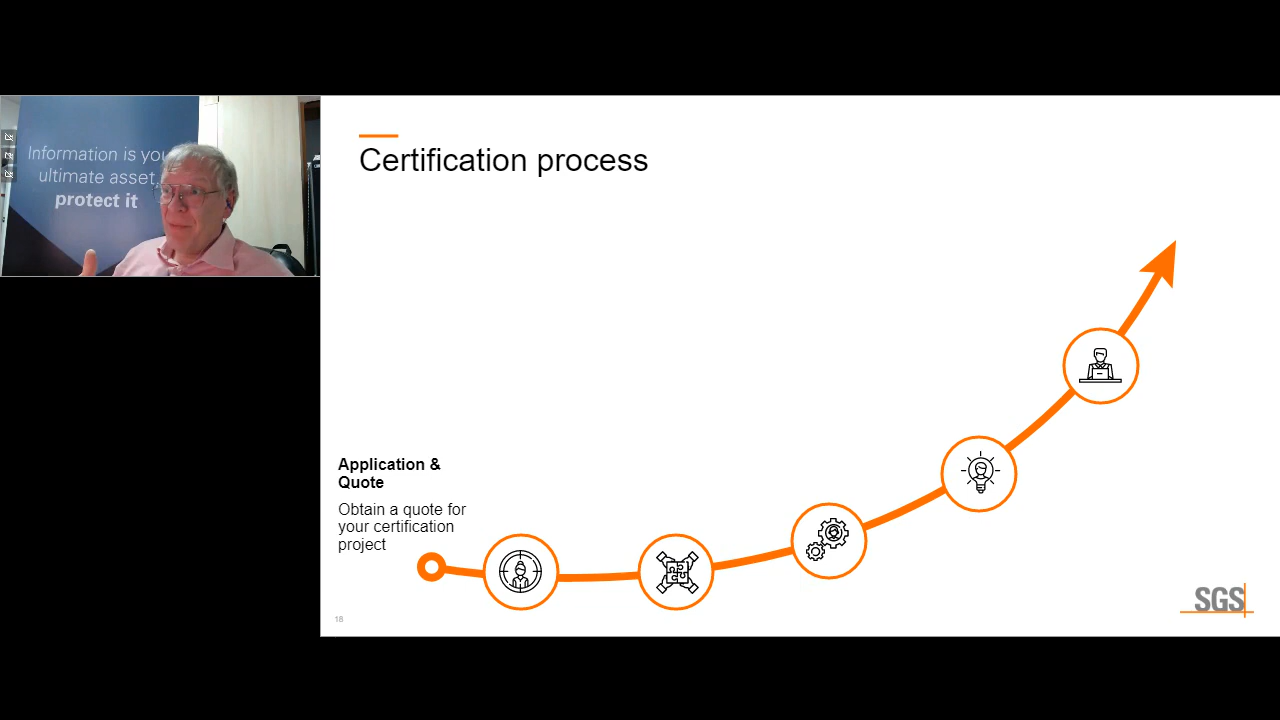 Information is you
ultimate asset,
protect it
Certification process
Application &
Quote
Obtain a quote for
your certification
project
18
SGS